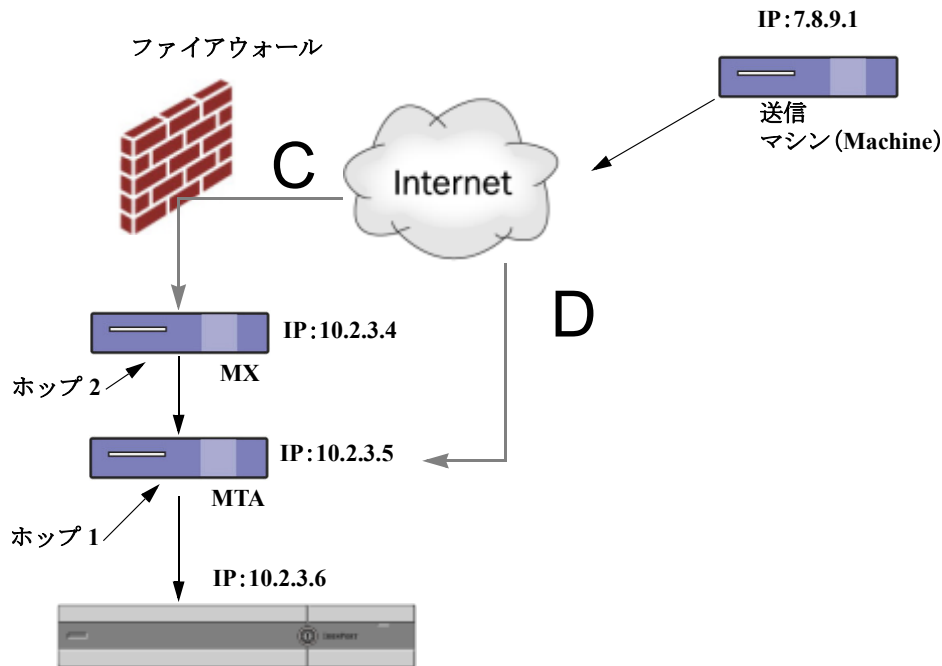 IP:7.8.9.1
ファイアウォール
送信
マシン(Machine)
C
Internet
D
IP:10.2.3.4
MX
ホップ 2
IP:10.2.3.5
MTA
ホップ 1
IP:10.2.3.6